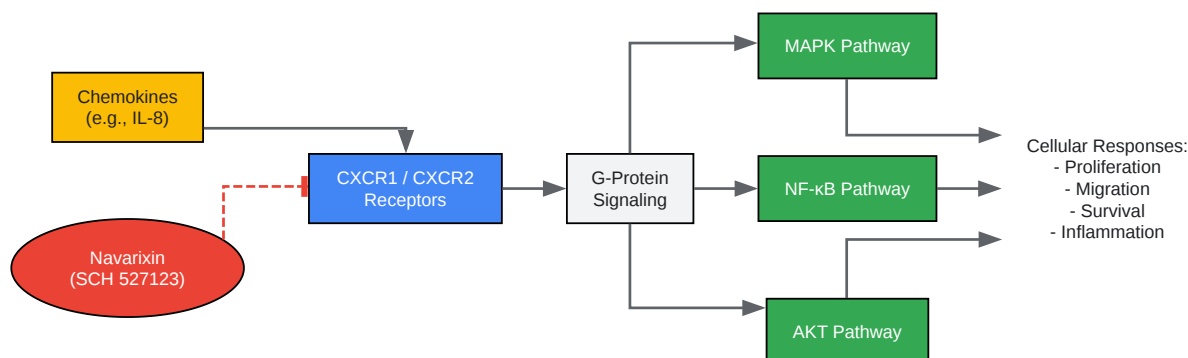 Chemokines
(e.g., IL-8)
Navarixin
(SCH 527123)
CXCR1 / CXCR2
Receptors
G-Protein
Signaling
MAPK Pathway
NF-κB Pathway
AKT Pathway
Cellular Responses:
- Proliferation
- Migration
- Survival
- Inflammation